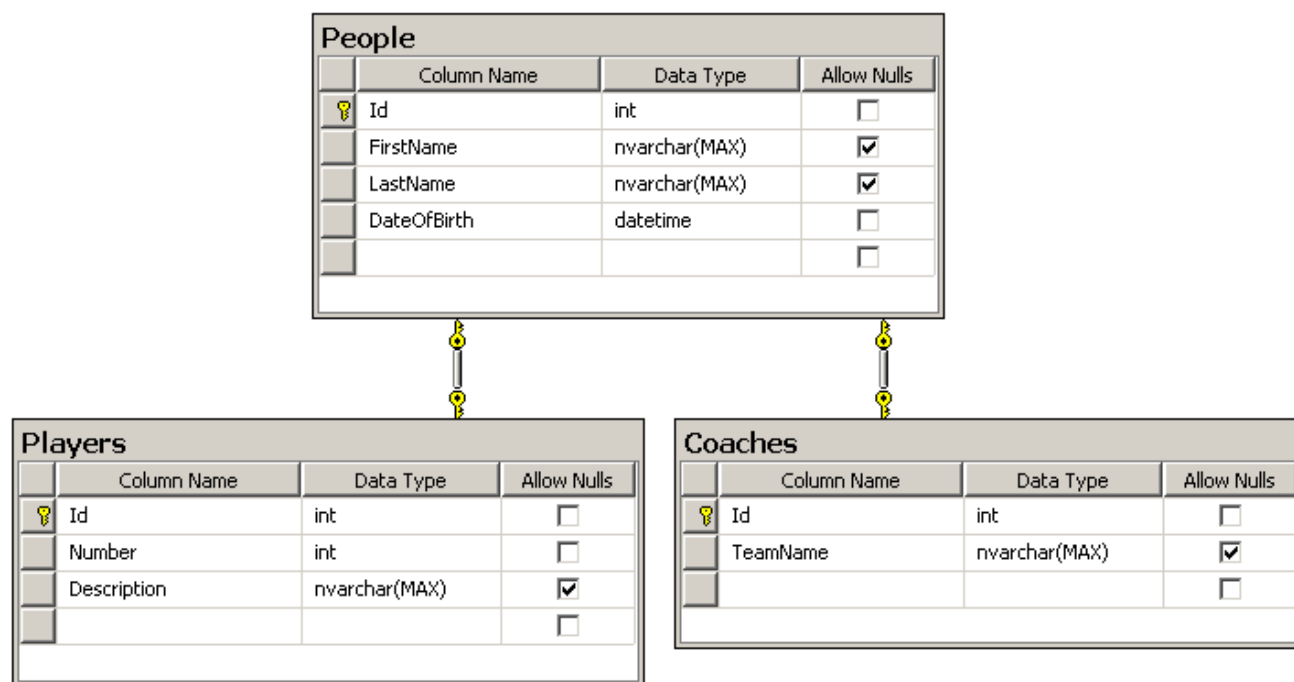 People
Column Name Data Type Allow Nulls
Id int
FirstName nvarchar(MAX)
LastName nvarchar(MAX)
DateOfBirth datetime
Players
Column Name Data Type Allow Nulls
Id int
Number int
Description nvarchar(MAX)
Coaches
Column Name Data Type Allow Nulls
Id int
TeamName nvarchar(MAX)